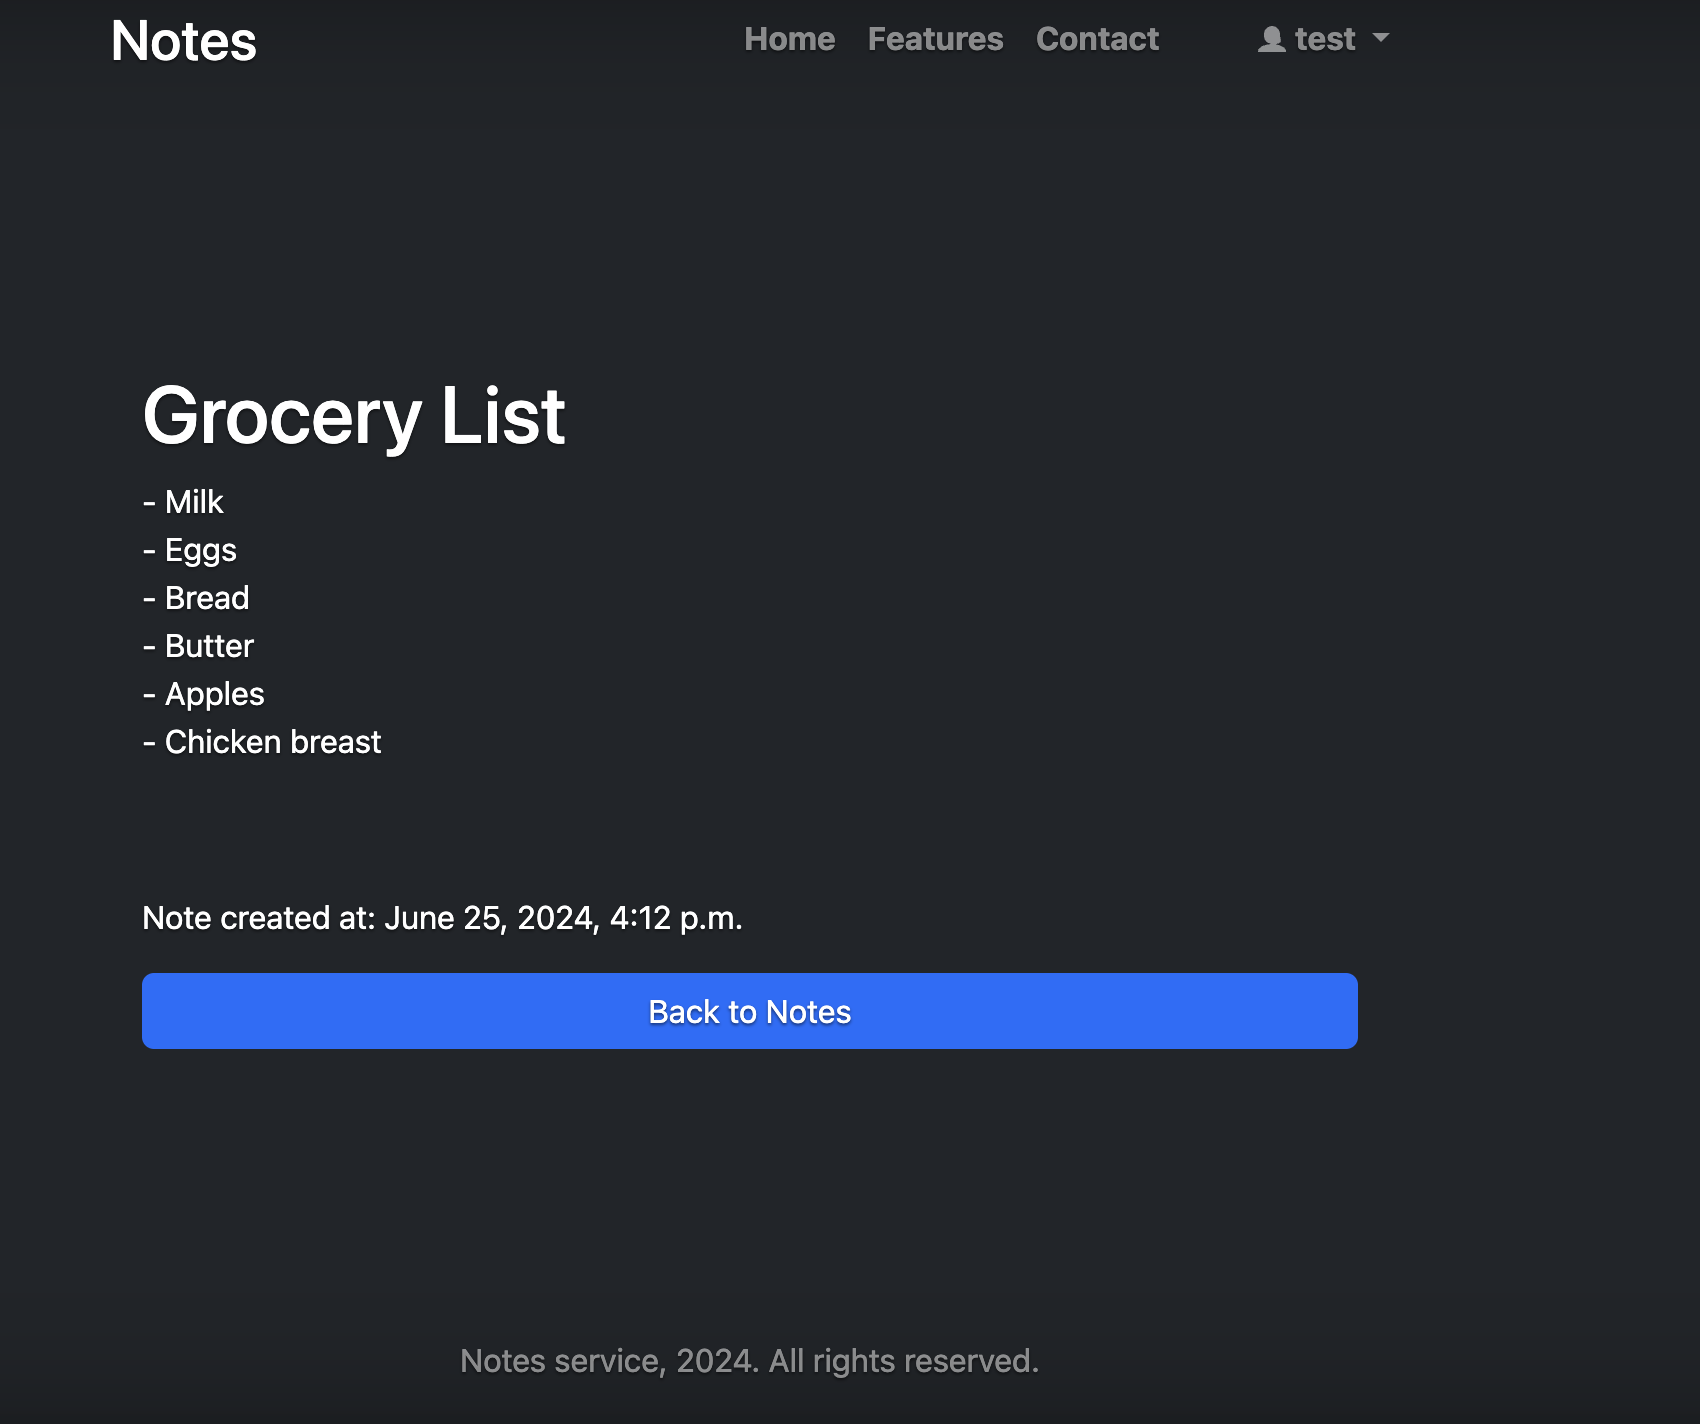 Notes
Home Features Contact test
Grocery List
- Milk
- Eggs
- Bread
- Butter
- Apples
- Chicken breast
Note created at: June 25, 2024, 4:12 p.m.
Back to Notes
Notes service, 2024. All rights reserved.